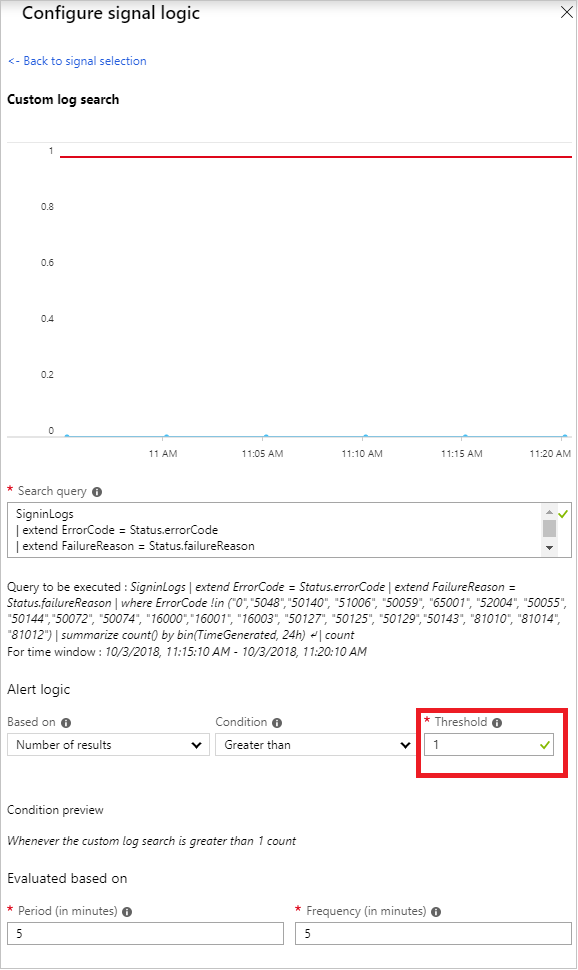 Configure signal logic
<- Back to signal selection
Custom log search
1
0.8
0.6
0.4
0.2
0
11 AM 11:05 AM 11:10 AM 11:15 AM 11:20 AM
* Search query
SigninLogs
| extend ErrorCode = Status.errorCode
| extend FailureReason = Status.failureReason
Query to be executed : SigninLogs | extend ErrorCode = Status.errorCode | extend FailureReason =
Status.failureReason | where ErrorCode !in ("0","5048","50140", "51006", "50059", "65001", "52004", "50055",
"50144","50072", "50074", "16000","16001", "16003", "50127", "50125", "50129","50143", "81010", "81014",
"81012") | summarize count() by bin(TimeGenerated, 24h) ↵ | count
For time window : 10/3/2018, 11:15:10 AM - 10/3/2018, 11:20:10 AM
Alert logic
Based on Condition * Threshold
Number of results Greater than 1
Condition preview
Whenever the custom log search is greater than 1 count
Evaluated based on
* Period (in minutes) * Frequency (in minutes)
5 5